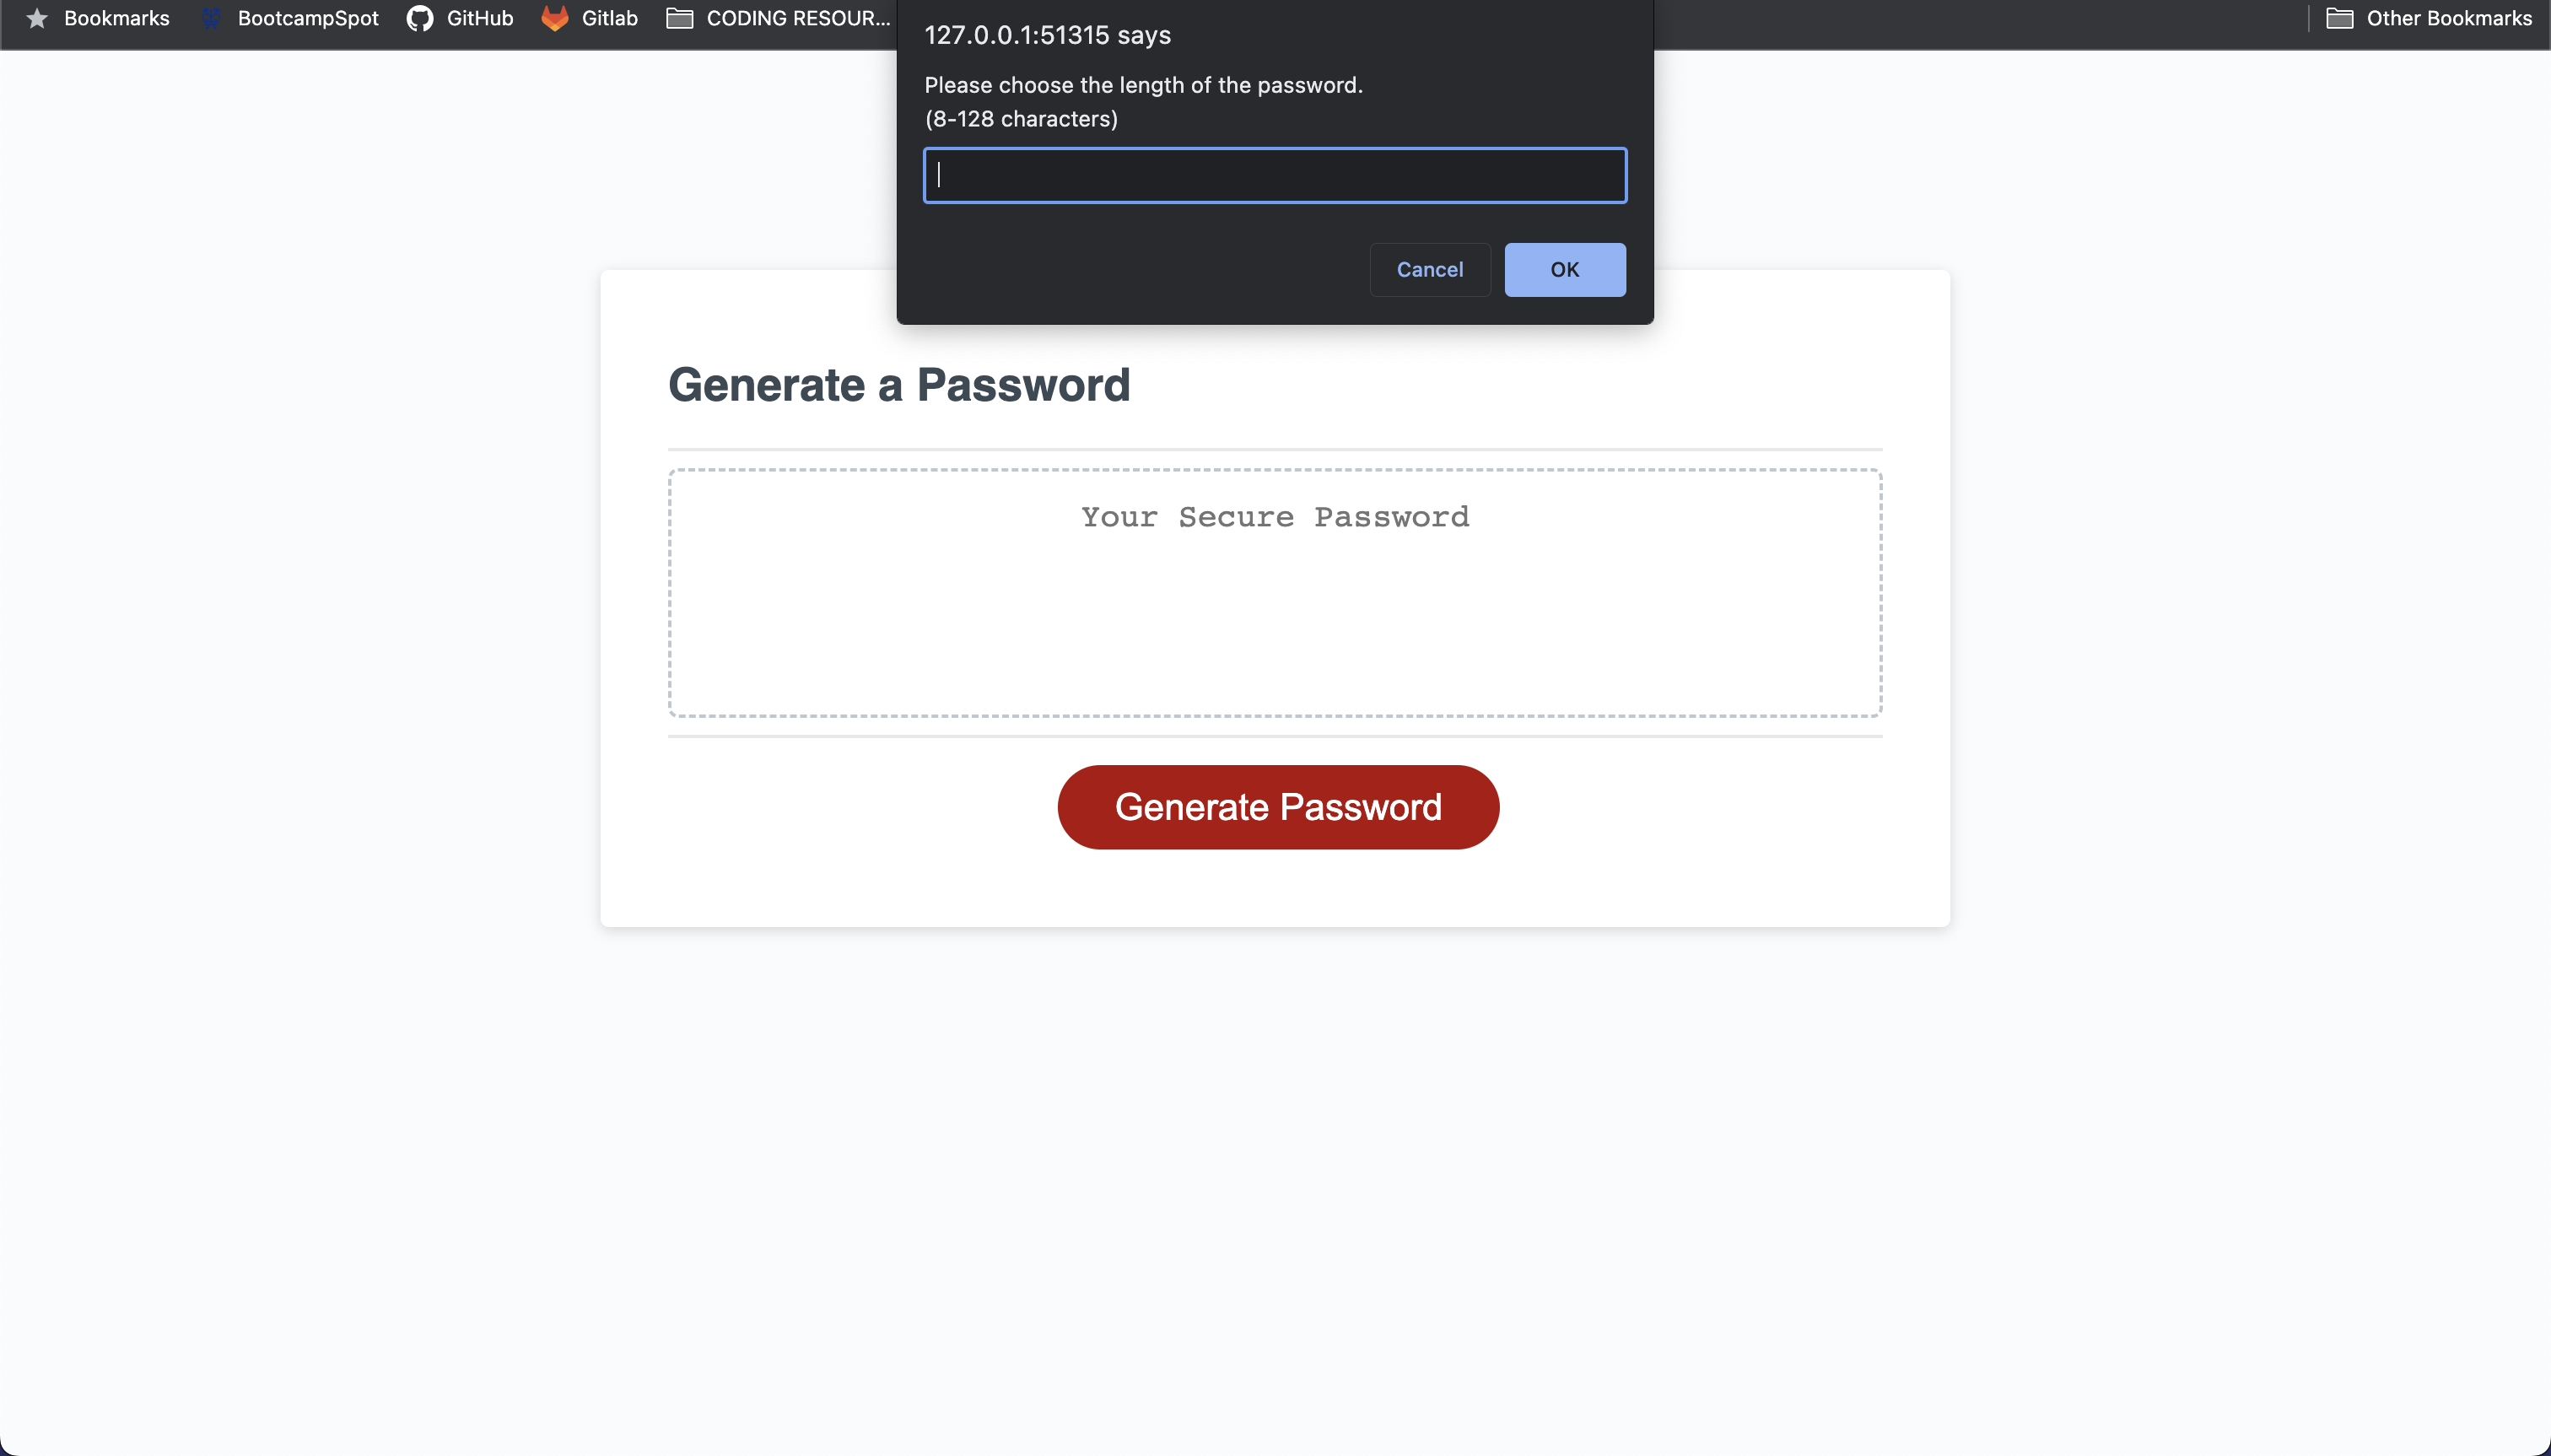 Bookmarks
BootcampSpot
GitHub
Gitlab
CODING RESOUR...
Other Bookmarks
127.0.0.1:51315 says
Please choose the length of the password.
(8-128 characters)
Cancel
OK
Generate a Password
Your Secure Password
Generate Password